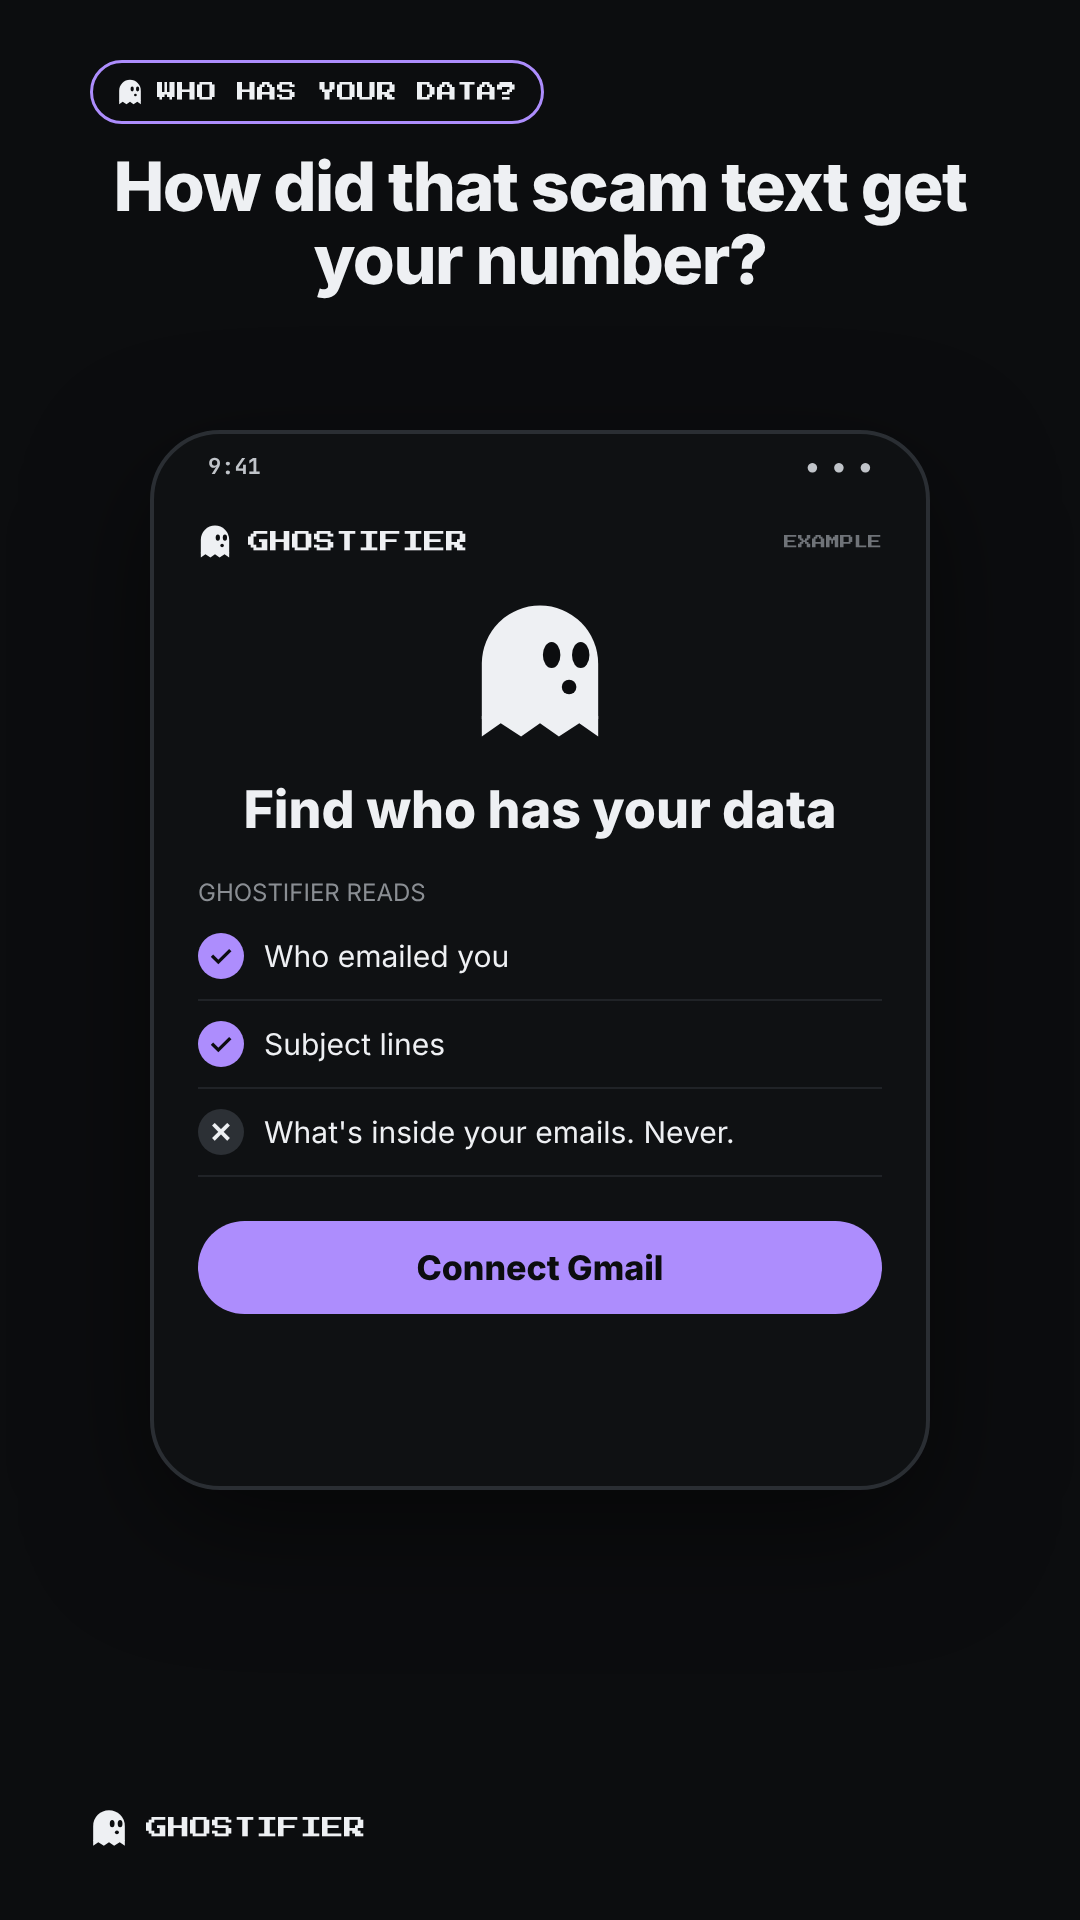 WHO HAS YOUR DATA?
How did that scam text get
your number?
9:41
GHOSTIFIER
EXAMPLE
Find who has your data
GHOSTIFIER READS
Who emailed you
Subject lines
What's inside your emails. Never.
Connect Gmail
GHOSTIFIER